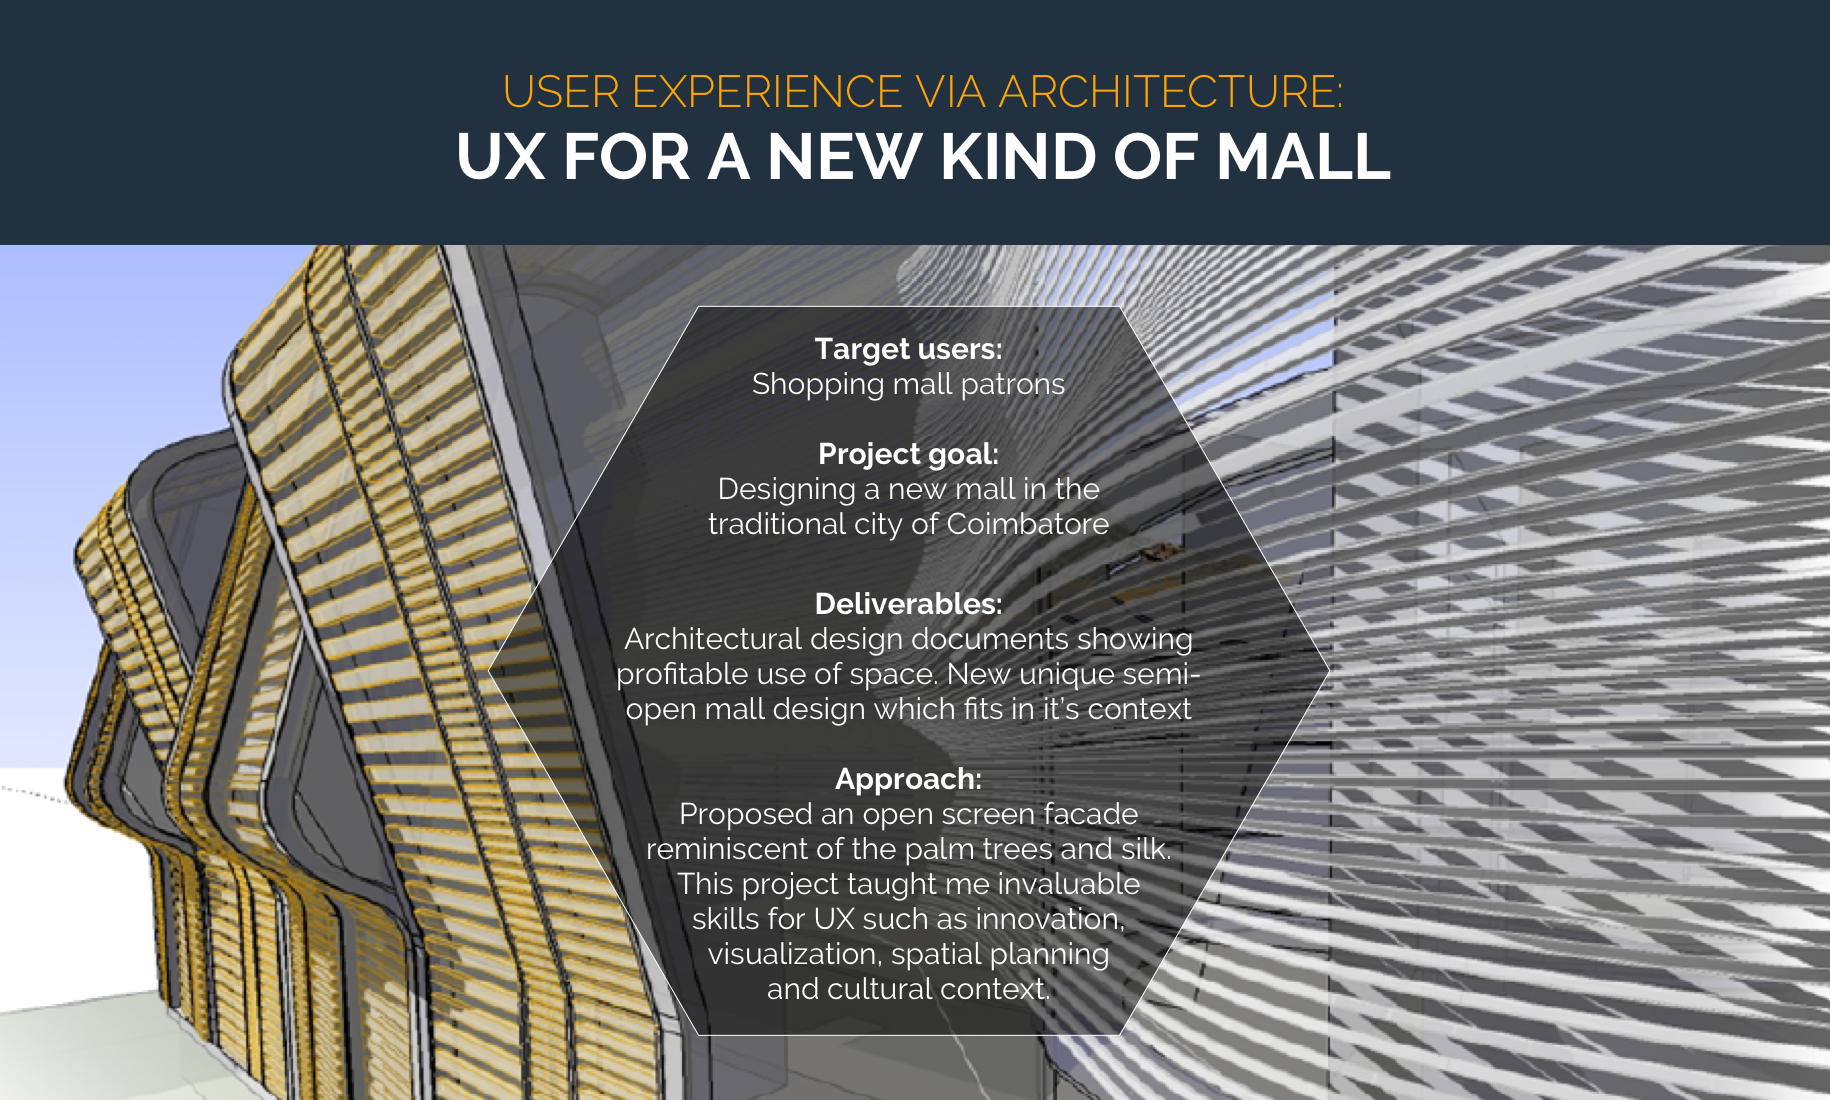 USER EXPERIENCE VIA ARCHITECTURE:
UX FOR A NEW KIND OF MALL
Target users:
Shopping mall patrons
Project goal:
Designing a new mall in the
traditional city of Coimbatore
Deliverables:
Architectural design documents showing
profitable use of space. New unique semi-
open mall design which fits in it's context
Approach:
Proposed an open screen facade
reminiscent of the palm trees and silk.
This project taught me invaluable
skills for UX such as innovation,
visualization, spatial planning
and cultural context.